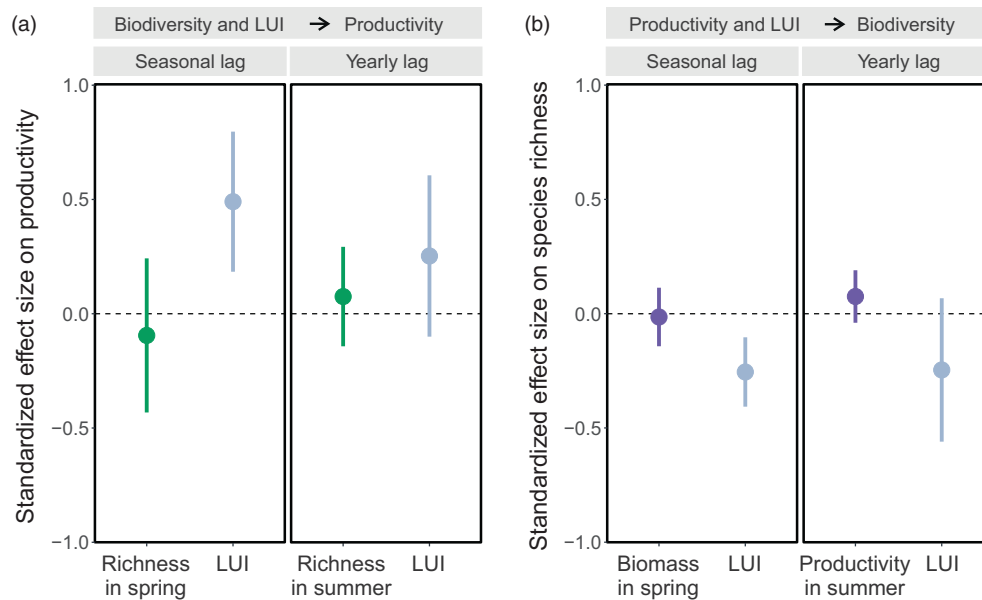 (a)
Biodiversity and LUI → Productivity
Seasonal lag
Yearly lag
Standardized effect size on productivity
1.0
0.5
0.0
−0.5
−1.0
Richness
in spring
LUI
Richness
in summer
LUI
(b)
Productivity and LUI → Biodiversity
Seasonal lag
Yearly lag
Standardized effect size on species richness
1.0
0.5
0.0
−0.5
−1.0
Biomass
in spring
LUI
Productivity
in summer
LUI